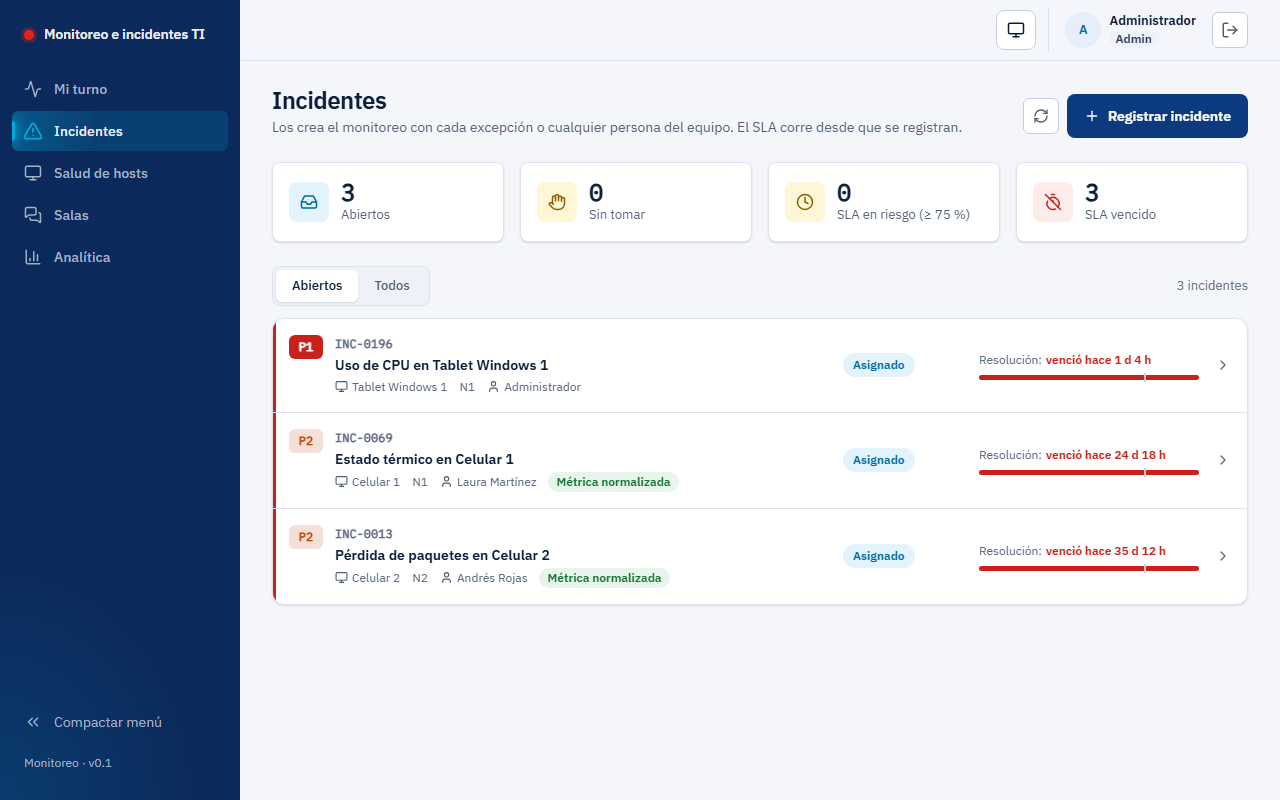 Monitoreo e incidentes TI
Mi turno
Incidentes
Salud de hosts
Salas
Analítica
Compactar menú
Monitoreo · v0.1
A
Administrador
Admin
Incidentes
Los crea el monitoreo con cada excepción o cualquier persona del equipo. El SLA corre desde que se registran.
Registrar incidente
3
Abiertos
0
Sin tomar
0
SLA en riesgo (≥ 75 %)
3
SLA vencido
Abiertos
Todos
3 incidentes
P1
INC-0196
Uso de CPU en Tablet Windows 1
Tablet Windows 1 N1 Administrador
Asignado
Resolución: venció hace 1 d 4 h
P2
INC-0069
Estado térmico en Celular 1
Celular 1 N1 Laura Martínez Métrica normalizada
Asignado
Resolución: venció hace 24 d 18 h
P2
INC-0013
Pérdida de paquetes en Celular 2
Celular 2 N2 Andrés Rojas Métrica normalizada
Asignado
Resolución: venció hace 35 d 12 h